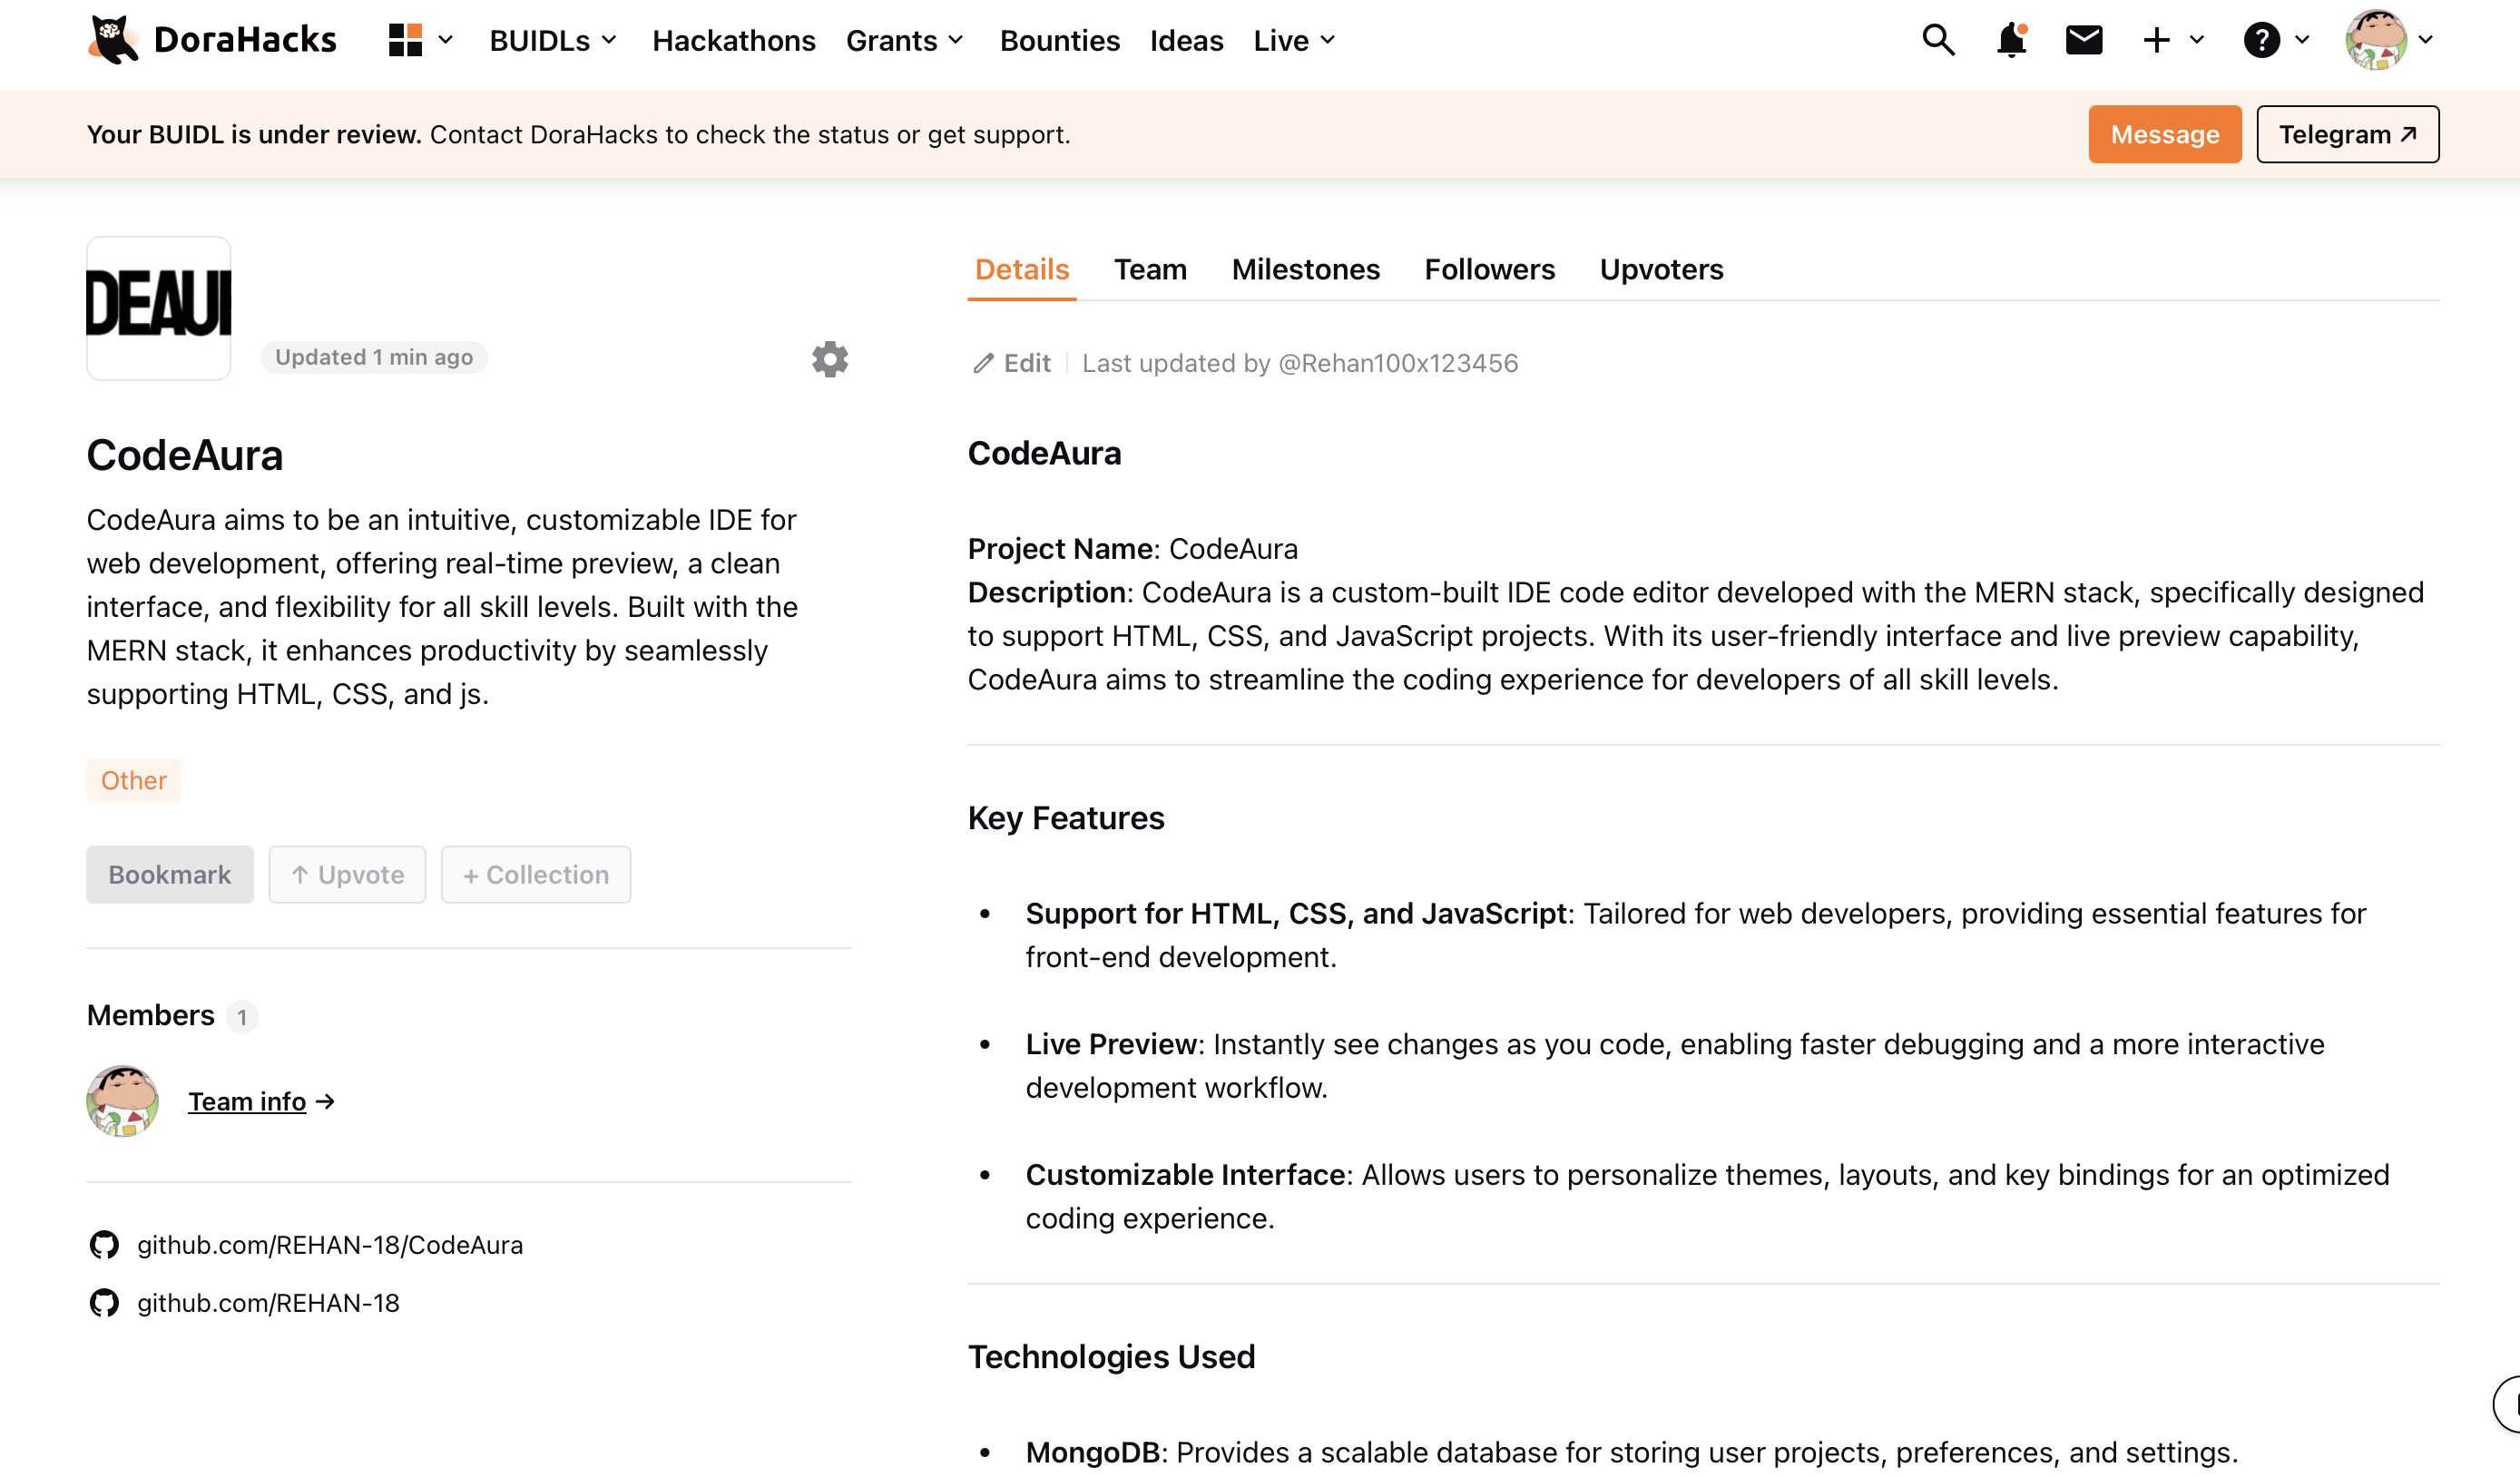 DoraHacks
BUIDLs
Hackathons
Grants
Bounties
Ideas
Live
Your BUIDL is under review. Contact DoraHacks to check the status or get support.
Message
Telegram ↗
DEAU
Updated 1 min ago
CodeAura
CodeAura aims to be an intuitive, customizable IDE for
web development, offering real-time preview, a clean
interface, and flexibility for all skill levels. Built with the
MERN stack, it enhances productivity by seamlessly
supporting HTML, CSS, and js.
Other
Bookmark
↑ Upvote
+ Collection
Members 1
Team info →
github.com/REHAN-18/CodeAura
github.com/REHAN-18
Details
Team
Milestones
Followers
Upvoters
Edit
Last updated by @Rehan100x123456
CodeAura
Project Name: CodeAura
Description: CodeAura is a custom-built IDE code editor developed with the MERN stack, specifically designed
to support HTML, CSS, and JavaScript projects. With its user-friendly interface and live preview capability,
CodeAura aims to streamline the coding experience for developers of all skill levels.
Key Features
• Support for HTML, CSS, and JavaScript: Tailored for web developers, providing essential features for
front-end development.
• Live Preview: Instantly see changes as you code, enabling faster debugging and a more interactive
development workflow.
• Customizable Interface: Allows users to personalize themes, layouts, and key bindings for an optimized
coding experience.
Technologies Used
• MongoDB: Provides a scalable database for storing user projects, preferences, and settings.